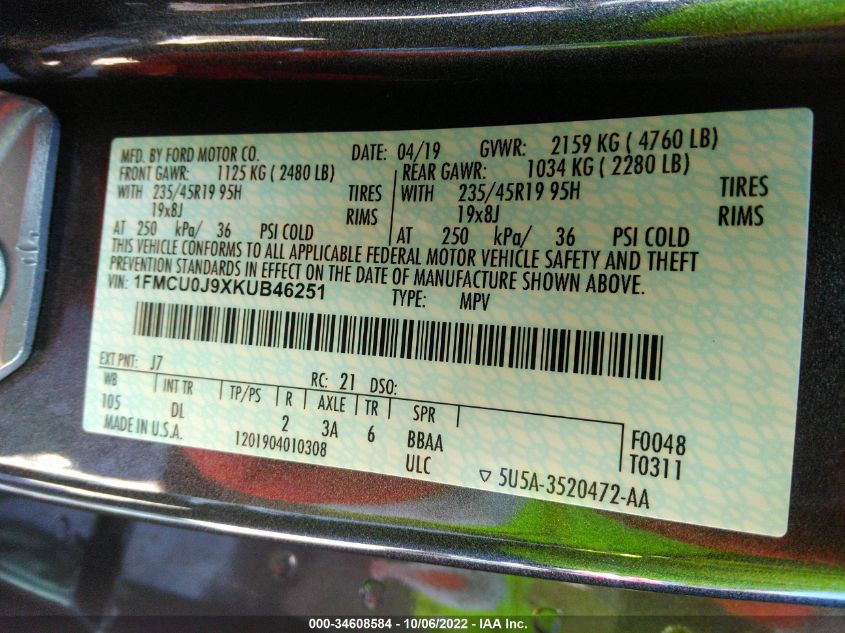 MFD. BY FORD MOTOR CO. DATE: 04/19 GVWR: 2159 KG ( 4760 LB)
FRONT GAWR: 1125 KG ( 2480 LB) REAR GAWR: 1034 KG ( 2280 LB)
WITH 235/45R19 95H TIRES WITH 235/45R19 95H TIRES
19x8J RIMS 19x8J RIMS
AT 250 kPa/ 36 PSI COLD AT 250 kPa/ 36 PSI COLD
THIS VEHICLE CONFORMS TO ALL APPLICABLE FEDERAL MOTOR VEHICLE SAFETY AND THEFT
PREVENTION STANDARDS IN EFFECT ON THE DATE OF MANUFACTURE SHOWN ABOVE.
VIN: 1FMCU0J9XKUB46251 TYPE: MPV
EXT PNT: J7 RC: 21 DSO:
WB INT TR TP/PS R AXLE TR SPR
105 DL 2 3A 6 BBAA F0048
MADE IN U.S.A. 1201904010308 ULC T0311
▽ 5U5A-3520472-AA
000-34608584 - 10/06/2022 - IAA Inc.